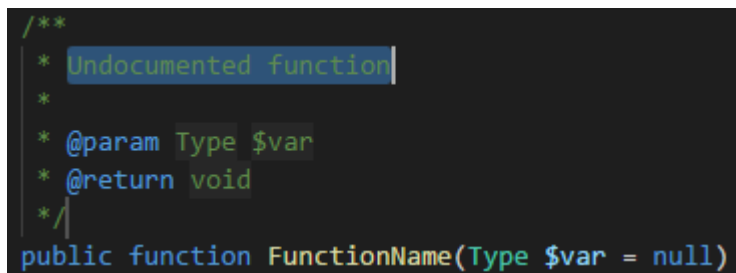 /**
* Undocumented function
*
* @param Type $var
* @return void
*/
public function FunctionName(Type $var = null)